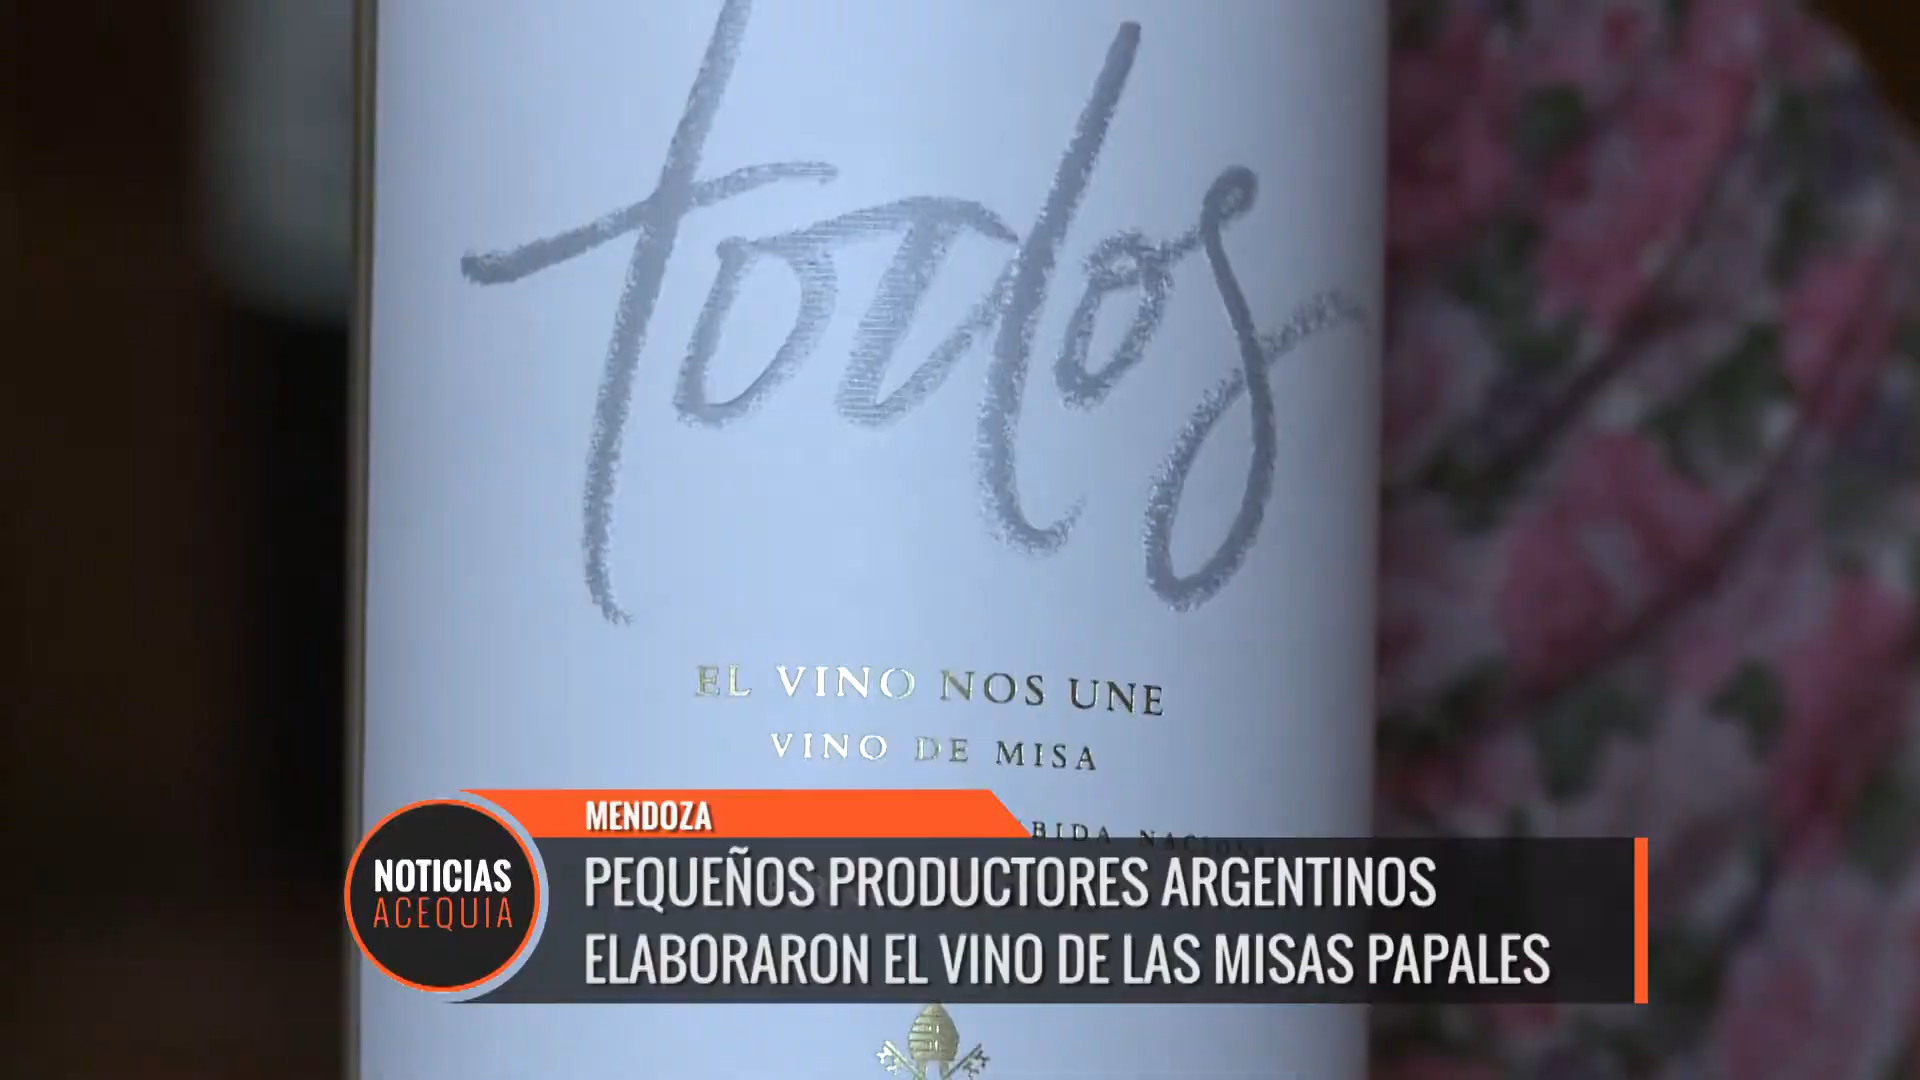 todos
EL VINO NOS UNE
VINO DE MISA
MENDOZA
NOTICIAS
ACEQUIA
PEQUEÑOS PRODUCTORES ARGENTINOS
ELABORARON EL VINO DE LAS MISAS PAPALES